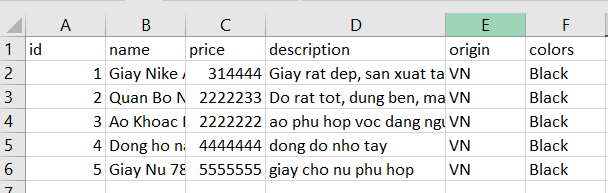 A B C D E F
1 id name price description origin colors
2 1 Giay Nike 314444 Giay rat dep, san xuat ta VN Black
3 2 Quan Bo N 2222233 Do rat tot, dung ben, ma VN Black
4 3 Ao Khoac 2222222 ao phu hop voc dang ngu VN Black
5 4 Dong ho na 4444444 dong do nho tay VN Black
6 5 Giay Nu 78 5555555 giay cho nu phu hop VN Black